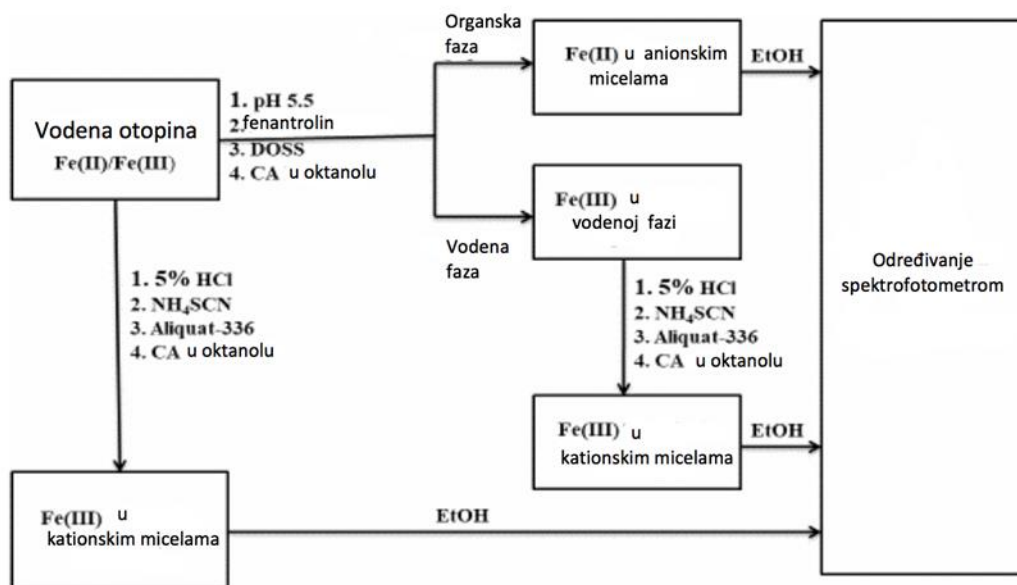 Organska
faza
Fe(II) u anionskim
micelama
EtOH
Vodena otopina
Fe(II)/Fe(III)
1. pH 5.5
2. fenantrolin
3. DOSS
4. CA u oktanolu
Vodena
faza
Fe(III) u
vodenoj fazi
Određivanje
spektrofotometrom
1. 5% HCl
2. NH₄SCN
3. Aliquat-336
4. CA u oktanolu
1. 5% HCl
2. NH₄SCN
3. Aliquat-336
4. CA u oktanolu
Fe(III) u
kationskim micelama
EtOH
Fe(III) u
kationskim micelama
EtOH